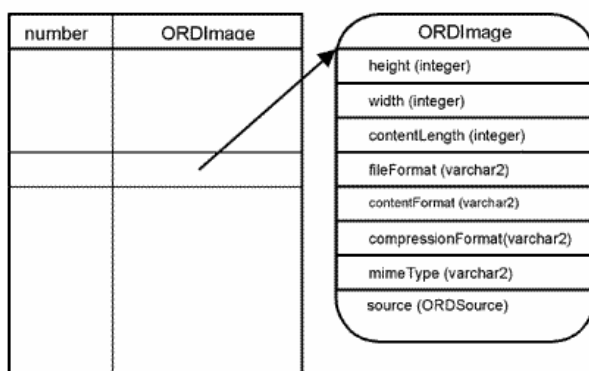 number ORDImage
ORDImage
height (integer)
width (integer)
contentLength (integer)
fileFormat (varchar2)
contentFormat (varchar2)
compressionFormat(varchar2)
mimeType (varchar2)
source (ORDSource)